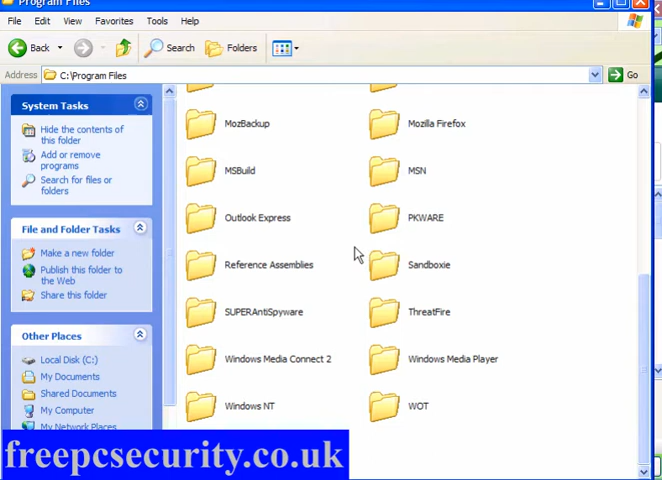 Program Files
File Edit View Favorites Tools Help
Back Search Folders
Address C:\Program Files Go
System Tasks
Hide the contents of
this folder
Add or remove
programs
Search for files or
folders
File and Folder Tasks
Make a new folder
Publish this folder to
the Web
Share this folder
Other Places
Local Disk (C:)
My Documents
Shared Documents
My Computer
My Network Places
MozBackup Mozilla Firefox
MSBuild MSN
Outlook Express PKWARE
Reference Assemblies Sandboxie
SUPERAntiSpyware ThreatFire
Windows Media Connect 2 Windows Media Player
Windows NT WOT
freepcsecurity.co.uk